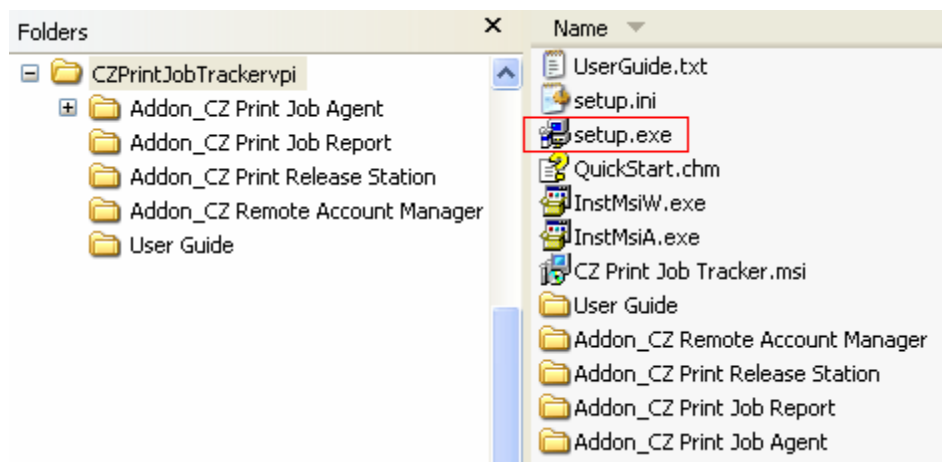 Folders
CZPrintJobTrackervpi
Addon_CZ Print Job Agent
Addon_CZ Print Job Report
Addon_CZ Print Release Station
Addon_CZ Remote Account Manager
User Guide
Name
UserGuide.txt
setup.ini
setup.exe
QuickStart.chm
InstMsiW.exe
InstMsiA.exe
CZ Print Job Tracker.msi
User Guide
Addon_CZ Remote Account Manager
Addon_CZ Print Release Station
Addon_CZ Print Job Report
Addon_CZ Print Job Agent